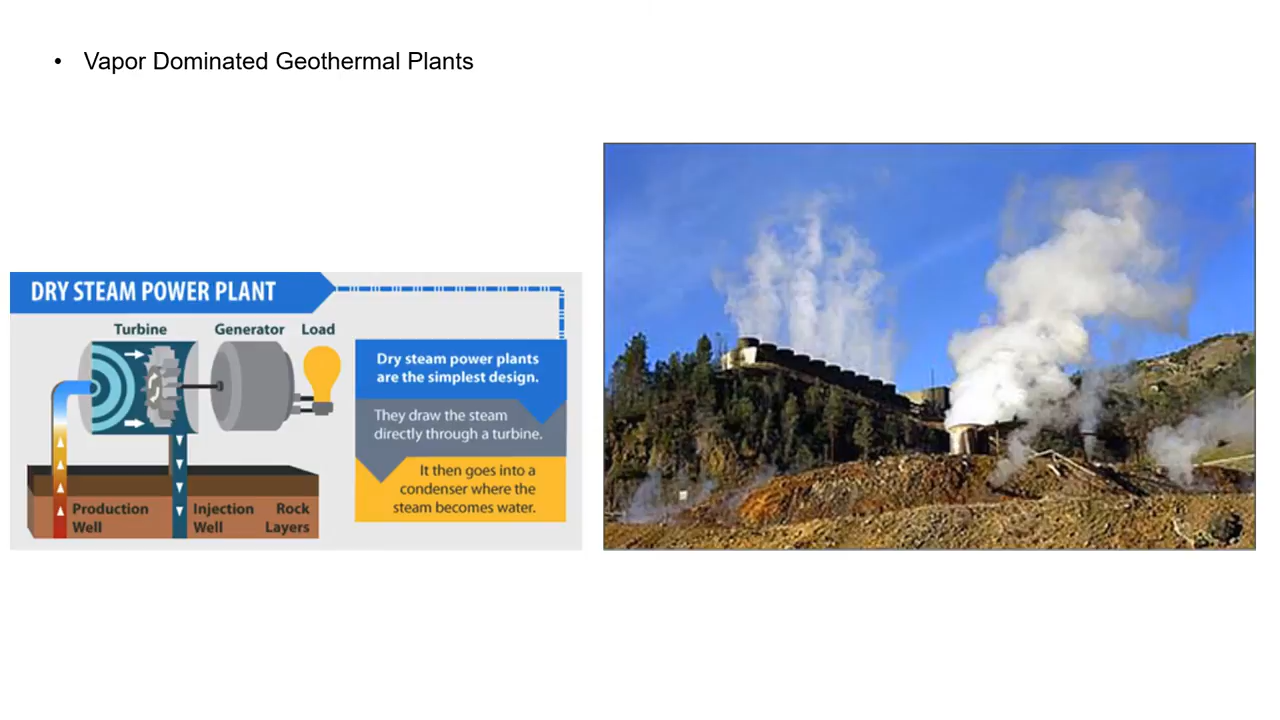 • Vapor Dominated Geothermal Plants
DRY STEAM POWER PLANT
Turbine
Generator
Load
Dry steam power plants
are the simplest design.
They draw the steam
directly through a turbine.
It then goes into a
condenser where the
steam becomes water.
Production
Well
Injection
Well
Rock
Layers